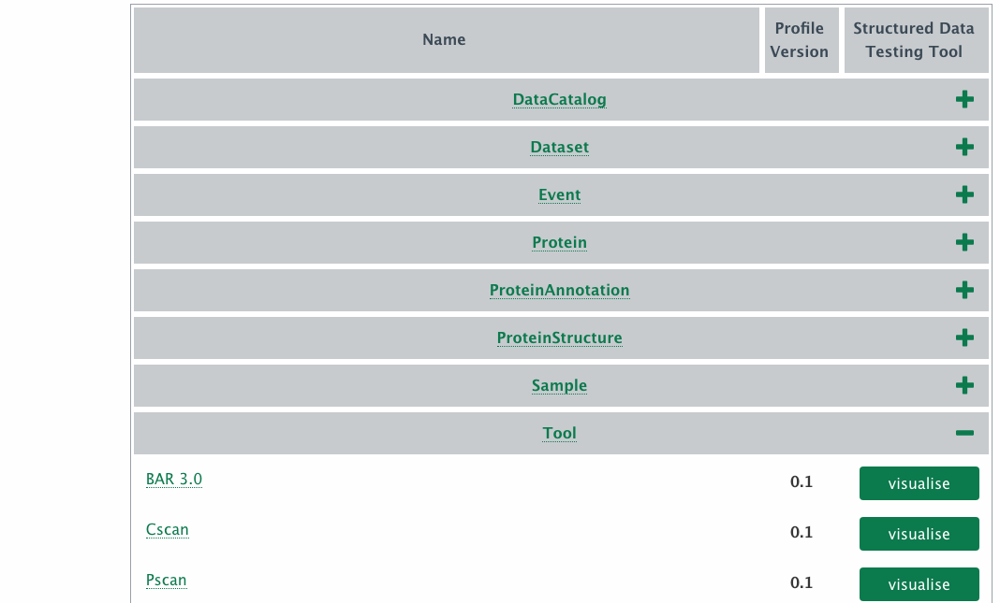 Name
Profile Version
Structured Data Testing Tool
DataCatalog
Dataset
Event
Protein
ProteinAnnotation
ProteinStructure
Sample
Tool
BAR 3.0 0.1 visualise
Cscan 0.1 visualise
Pscan 0.1 visualise